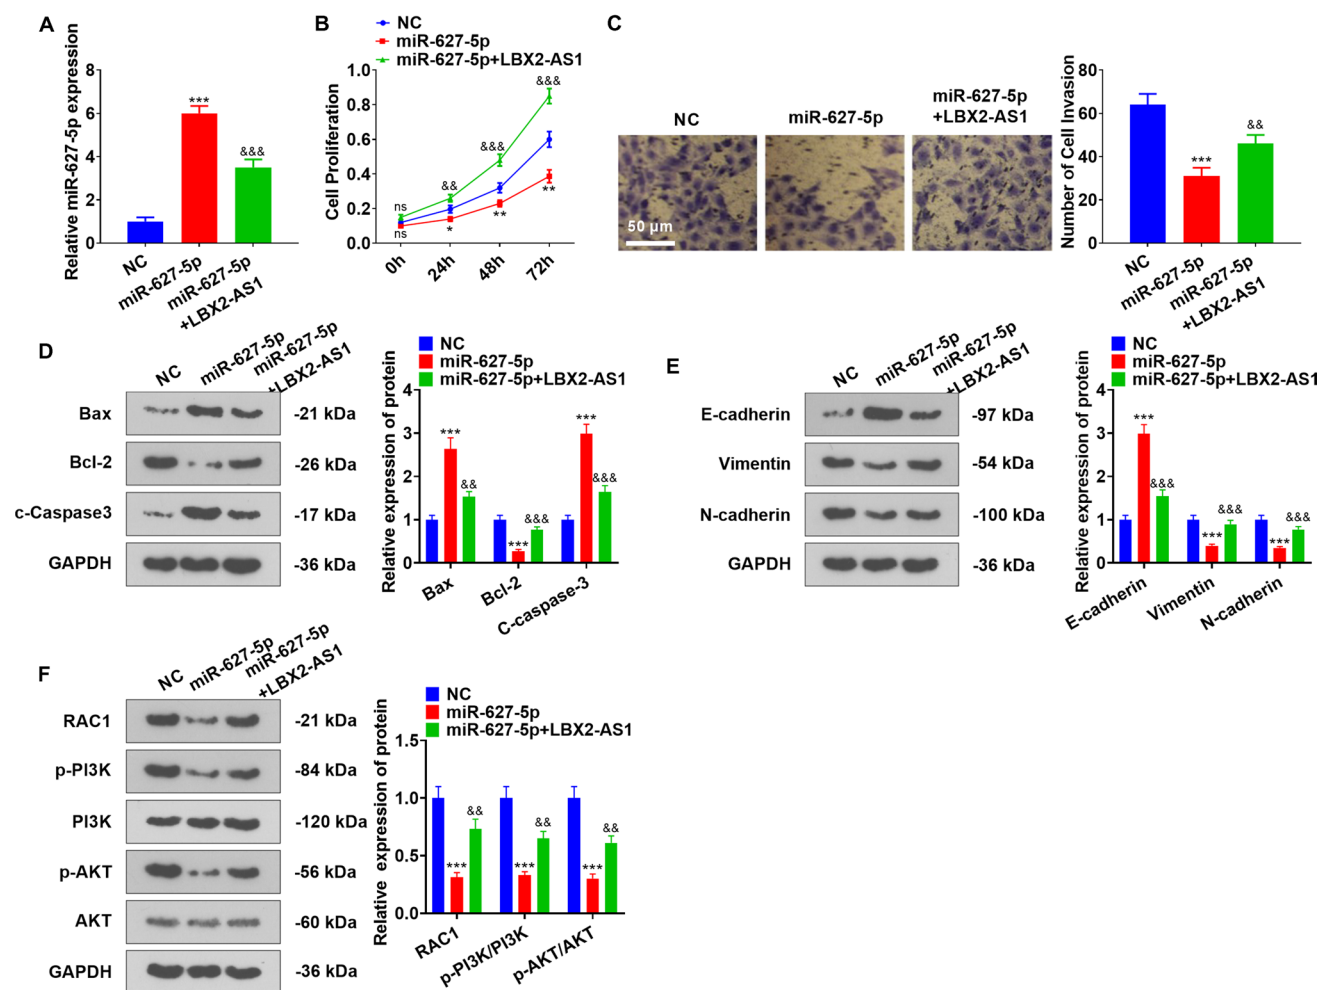 A
Relative miR-627-5p expression
8
6
4
2
0
***
&&&
NC
miR-627-5p
miR-627-5p
+LBX2-AS1
B
NC
miR-627-5p
miR-627-5p+LBX2-AS1
Cell Proliferation
1.0
0.8
0.6
0.4
0.2
0.0
ns
ns
&&
*
&&&
**
&&&
**
0h
24h
48h
72h
C
NC
miR-627-5p
miR-627-5p
+LBX2-AS1
50 μm
Number of Cell Invasion
80
60
40
20
0
***
&&
NC
miR-627-5p
miR-627-5p
+LBX2-AS1
D
NC
miR-627-5p
miR-627-5p
+LBX2-AS1
Bax
-21 kDa
Bcl-2
-26 kDa
c-Caspase3
-17 kDa
GAPDH
-36 kDa
NC
miR-627-5p
miR-627-5p+LBX2-AS1
Relative expression of protein
4
3
2
1
0
***
&&
***
&&&
***
&&&
Bax
Bcl-2
C-caspase-3
E
NC
miR-627-5p
miR-627-5p
+LBX2-AS1
E-cadherin
-97 kDa
Vimentin
-54 kDa
N-cadherin
-100 kDa
GAPDH
-36 kDa
NC
miR-627-5p
miR-627-5p+LBX2-AS1
Relative expression of protein
4
3
2
1
0
***
&&&
***
&&&
***
&&&
E-cadherin
Vimentin
N-cadherin
F
NC
miR-627-5p
miR-627-5p
+LBX2-AS1
RAC1
-21 kDa
p-PI3K
-84 kDa
PI3K
-120 kDa
p-AKT
-56 kDa
AKT
-60 kDa
GAPDH
-36 kDa
NC
miR-627-5p
miR-627-5p+LBX2-AS1
Relative expression of protein
1.5
1.0
0.5
0.0
***
&&
***
&&
***
&&
RAC1
p-PI3K/PI3K
p-AKT/AKT